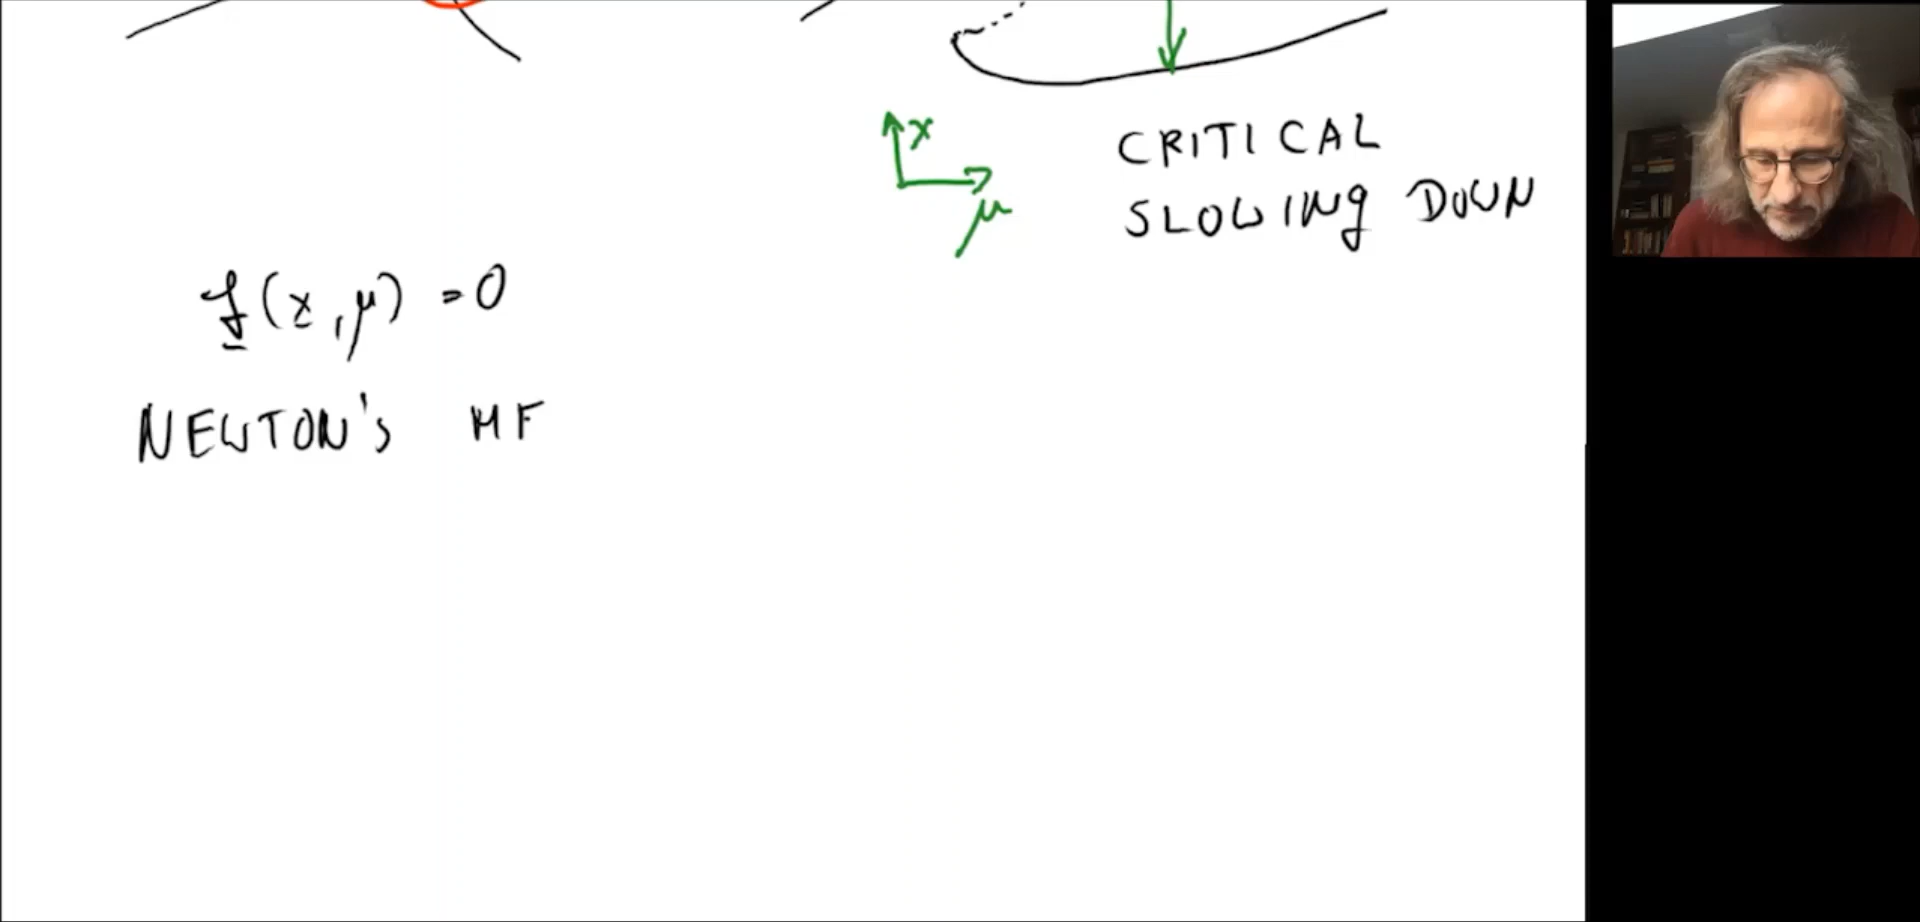 x
μ
CRITICAL
SLOWING DOWN
f(x,μ) =0
NEWTON's MF